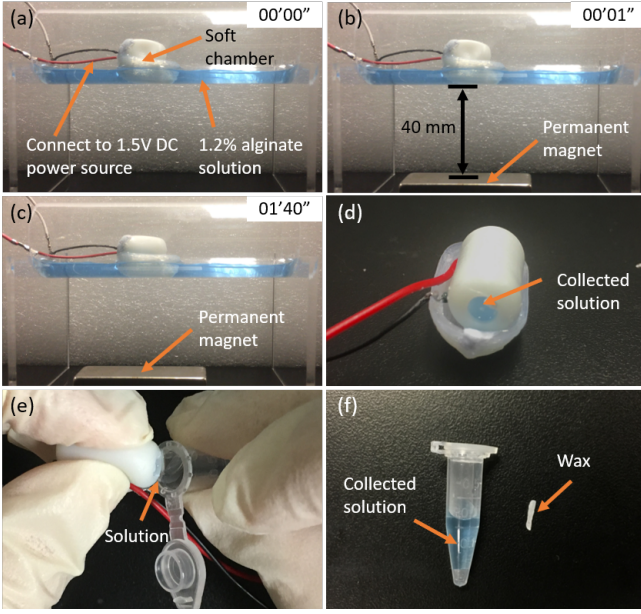 (a)
00'00”
Soft
chamber
Connect to 1.5V DC
power source
1.2% alginate
solution
(b)
00'01”
40 mm
Permanent
magnet
(c)
01'40”
Permanent
magnet
(d)
Collected
solution
(e)
Solution
(f)
Collected
solution
Wax